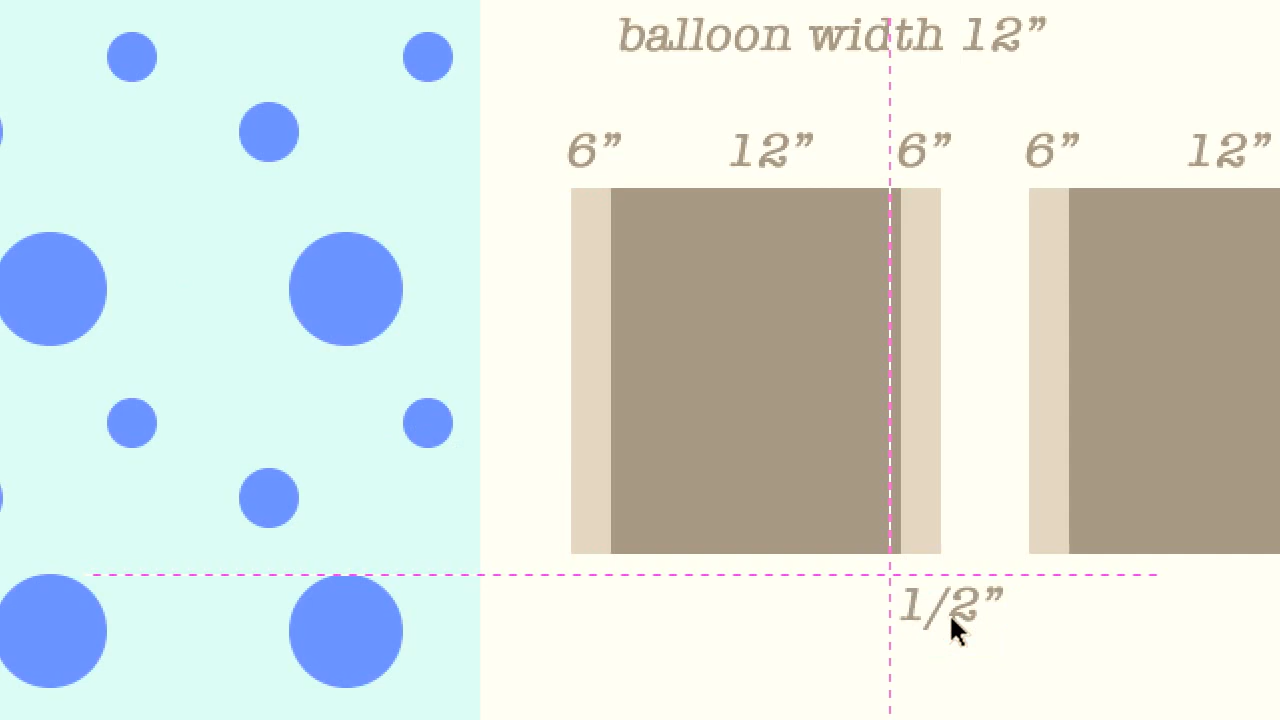 balloon width 12”
6” 12” 6” 6” 12”
1/2”